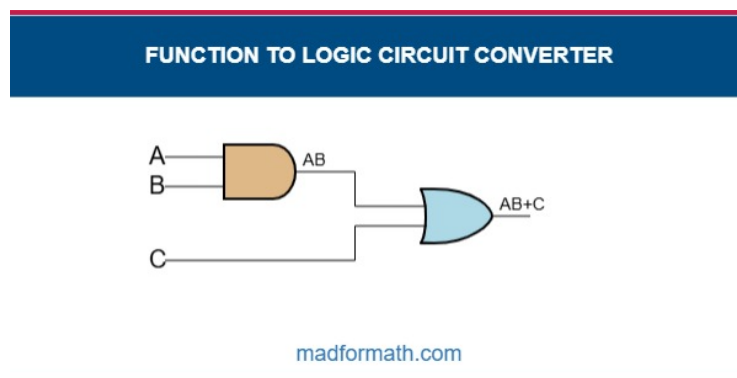 FUNCTION TO LOGIC CIRCUIT CONVERTER
A
AB
B
AB+C
C
madformath.com